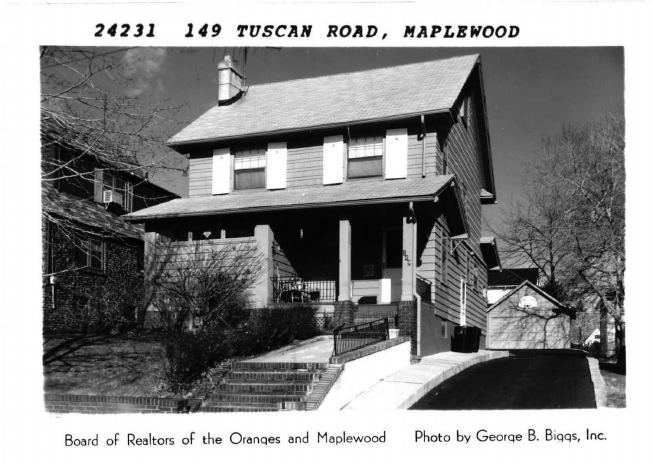 24231 149 TUSCAN ROAD, MAPLEWOOD
Board of Realtors of the Oranges and Maplewood Photo by George B. Biggs, Inc.